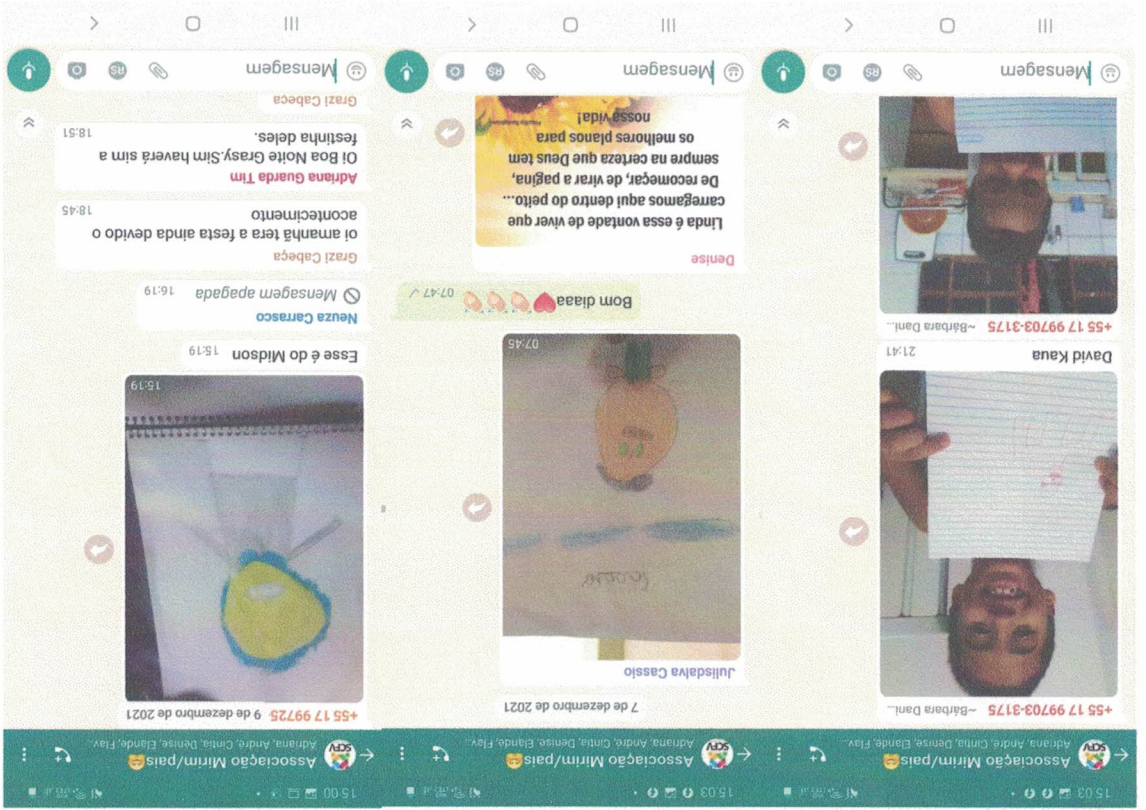 15:03
Associação Mirim/pais
Adriana, André, Cintia, Denise, Elande, Flav...
SCFV
+55 17 99703-3175 ~Bárbara Dani...
David Kaua 21:41
+55 17 99703-3175 ~Bárbara Dani...
Mensagem
R$
15:03
Associação Mirim/pais
Adriana, André, Cintia, Denise, Elande, Flav...
SCFV
7 de dezembro de 2021
Julisdalva Cassio
07:45
Bom diaaa 07:47
Denise
Linda é essa vontade de viver que
carregamos aqui dentro do peito...
De recomeçar, de virar a pagina,
sempre na certeza que Deus tem
os melhores planos para
nossa vida!
Mensagem
R$
15:00
Associação Mirim/pais
Adriana, André, Cintia, Denise, Elande, Flav...
SCFV
9 de dezembro de 2021
+55 17 99725-
15:19
Esse é do Midson 15:19
Neuza Carrasco
Mensagem apagada 16:19
Grazi Cabeça
oi amanhã tera a festa ainda devido o
acontecimento 18:45
Adriana Guarda Tim
Oi Boa Noite Grasy.Sim haverá sim a
festinha deles. 18:51
Grazi Cabeça
Mensagem
R$